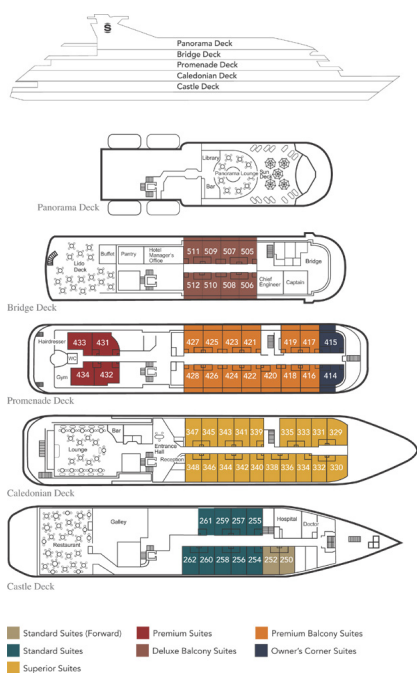 S
Panorama Deck
Bridge Deck
Promenade Deck
Caledonian Deck
Castle Deck
Library
Panorama Lounge
Sun Deck
Bar
Panorama Deck
Lido Deck
Buffet
Pantry
Hotel Manager's Office
511 509 507 505
512 510 508 506
Bridge
Chief Engineer
Captain
Bridge Deck
Hairdresser
433 431
427 425 423 421 419 417 415
WC
Gym
434 432
428 426 424 422 420 418 416 414
Promenade Deck
Bar
Lounge
Entrance Hall
Reception
347 345 343 341 339 335 333 331 329
348 346 344 342 340 338 336 334 332 330
Caledonian Deck
Restaurant
Galley
261 259 257 255
Hospital
Doctor
262 260 258 256 254 252 250
Castle Deck
Standard Suites (Forward)
Premium Suites
Premium Balcony Suites
Standard Suites
Deluxe Balcony Suites
Owner's Corner Suites
Superior Suites